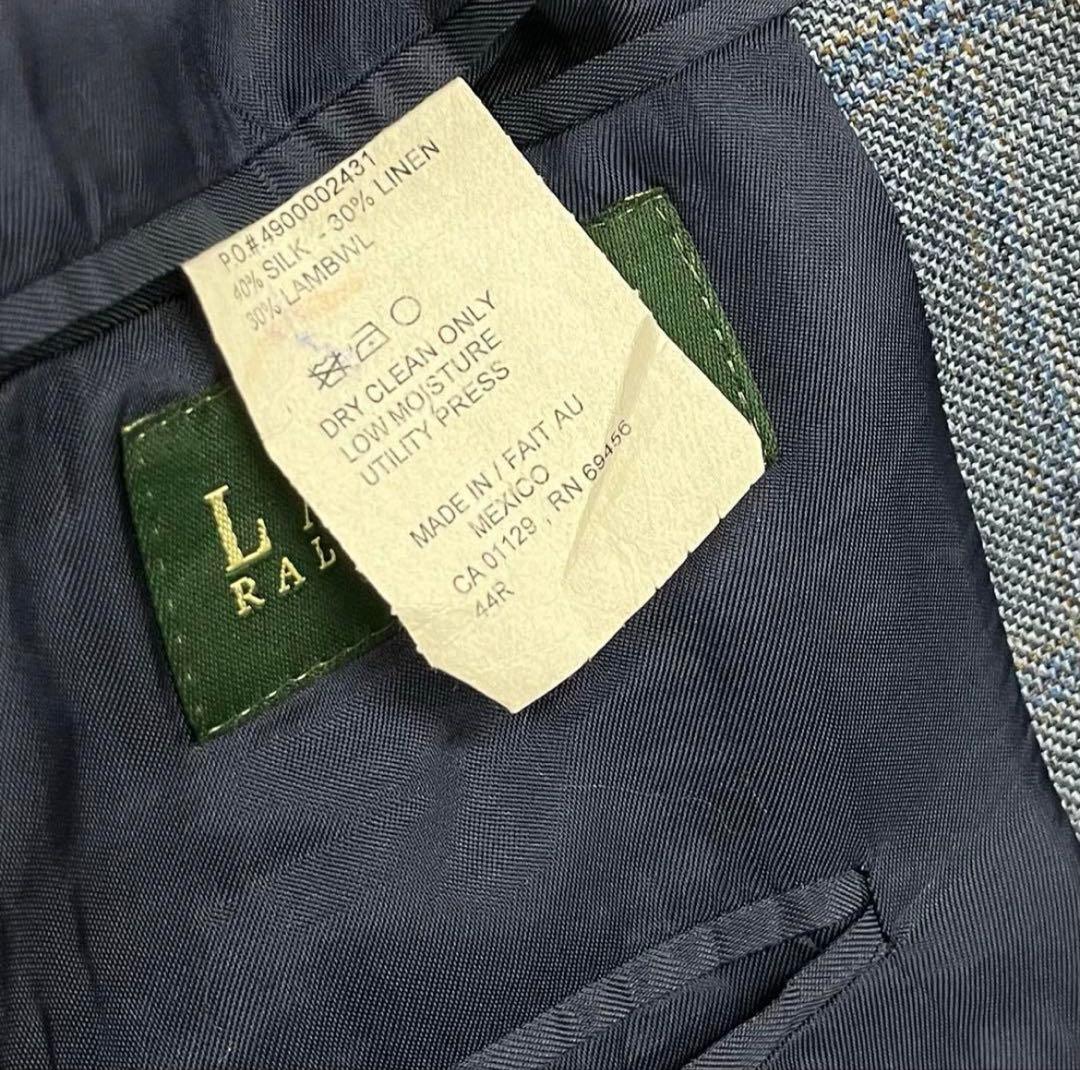 P.O.# 4900002431
40% SILK - 30% LINEN
30% LAMBWL
DRY CLEAN ONLY
LOW MOISTURE
UTILITY PRESS
MADE IN / FAIT AU
MEXICO
CA 01129 , RN 69456
44R
L
RAL